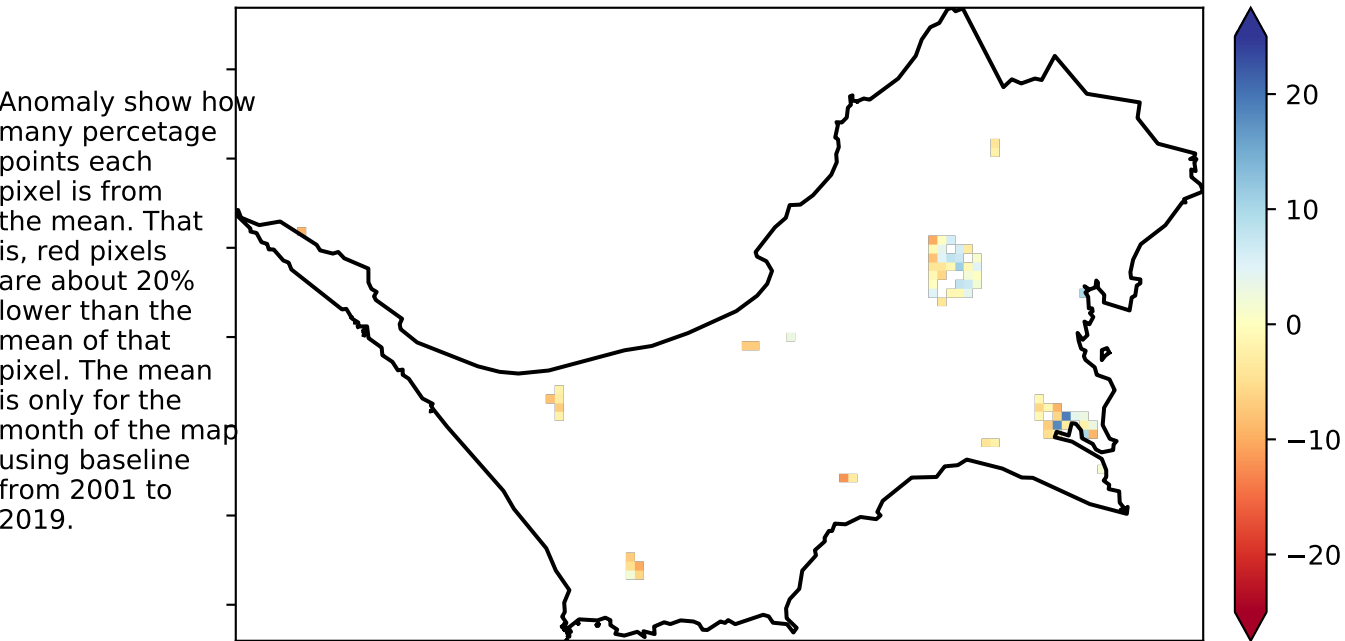 Anomaly show how
many percetage
points each
pixel is from
the mean. That
is, red pixels
are about 20%
lower than the
mean of that
pixel. The mean
is only for the
month of the map
using baseline
from 2001 to
2019.
20
10
0
−10
−20